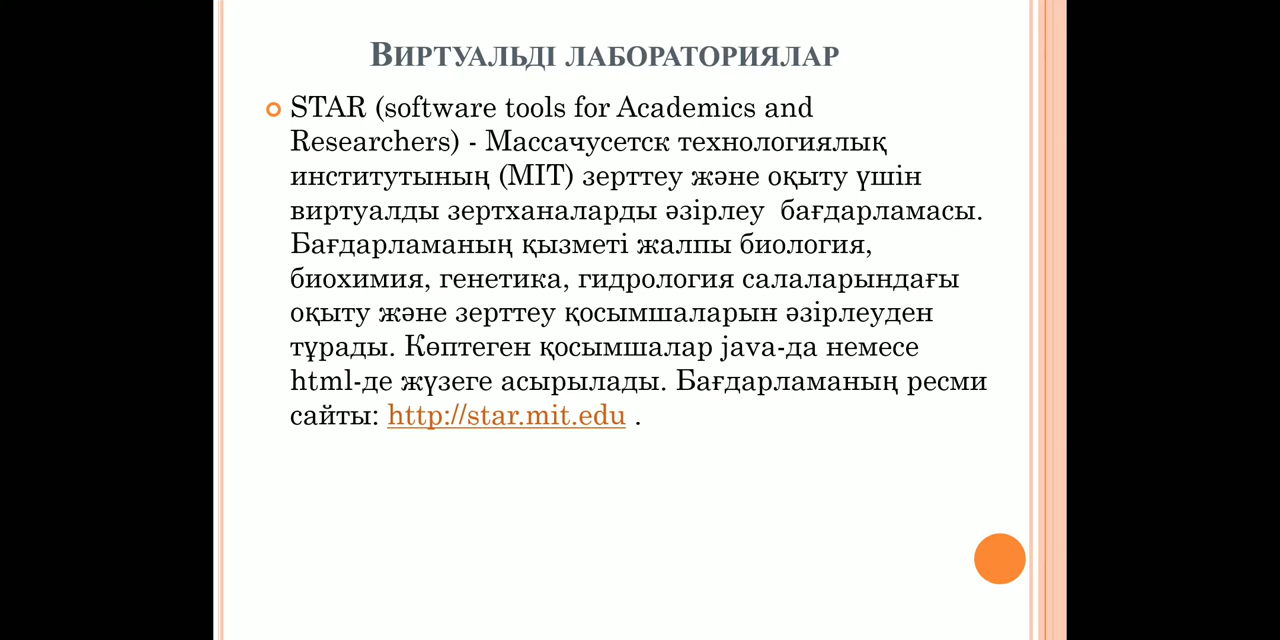 Виртуальді лабораториялар
STAR (software tools for Academics and
Researchers) - Массачусетск технологиялық
институтының (MIT) зерттеу және оқыту үшін
виртуалды зертханаларды әзірлеу бағдарламасы.
Бағдарламаның қызметі жалпы биология,
биохимия, генетика, гидрология салаларындағы
оқыту және зерттеу қосымшаларын әзірлеуден
тұрады. Көптеген қосымшалар java-да немесе
html-де жүзеге асырылады. Бағдарламаның ресми
сайты: http://star.mit.edu .